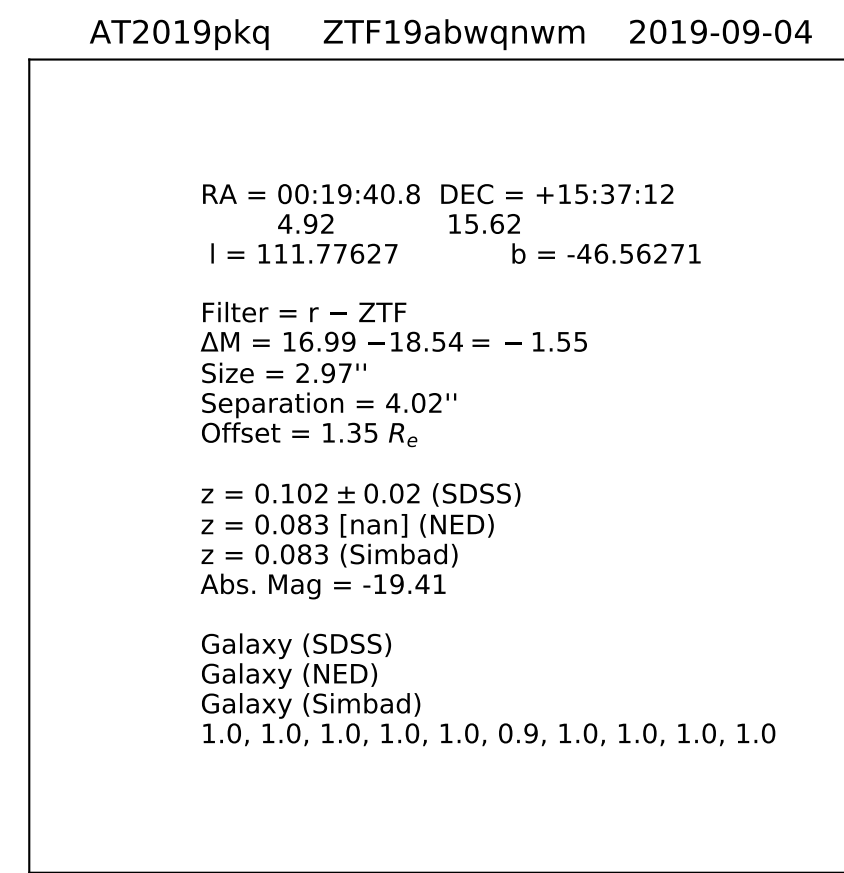 AT2019pkq ZTF19abwqnwm 2019-09-04
RA = 00:19:40.8 DEC = +15:37:12
4.92 15.62
l = 111.77627 b = -46.56271
Filter = r − ZTF
ΔM = 16.99 −18.54 = − 1.55
Size = 2.97''
Separation = 4.02''
Offset = 1.35 Re
z = 0.102 ± 0.02 (SDSS)
z = 0.083 [nan] (NED)
z = 0.083 (Simbad)
Abs. Mag = -19.41
Galaxy (SDSS)
Galaxy (NED)
Galaxy (Simbad)
1.0, 1.0, 1.0, 1.0, 1.0, 0.9, 1.0, 1.0, 1.0, 1.0